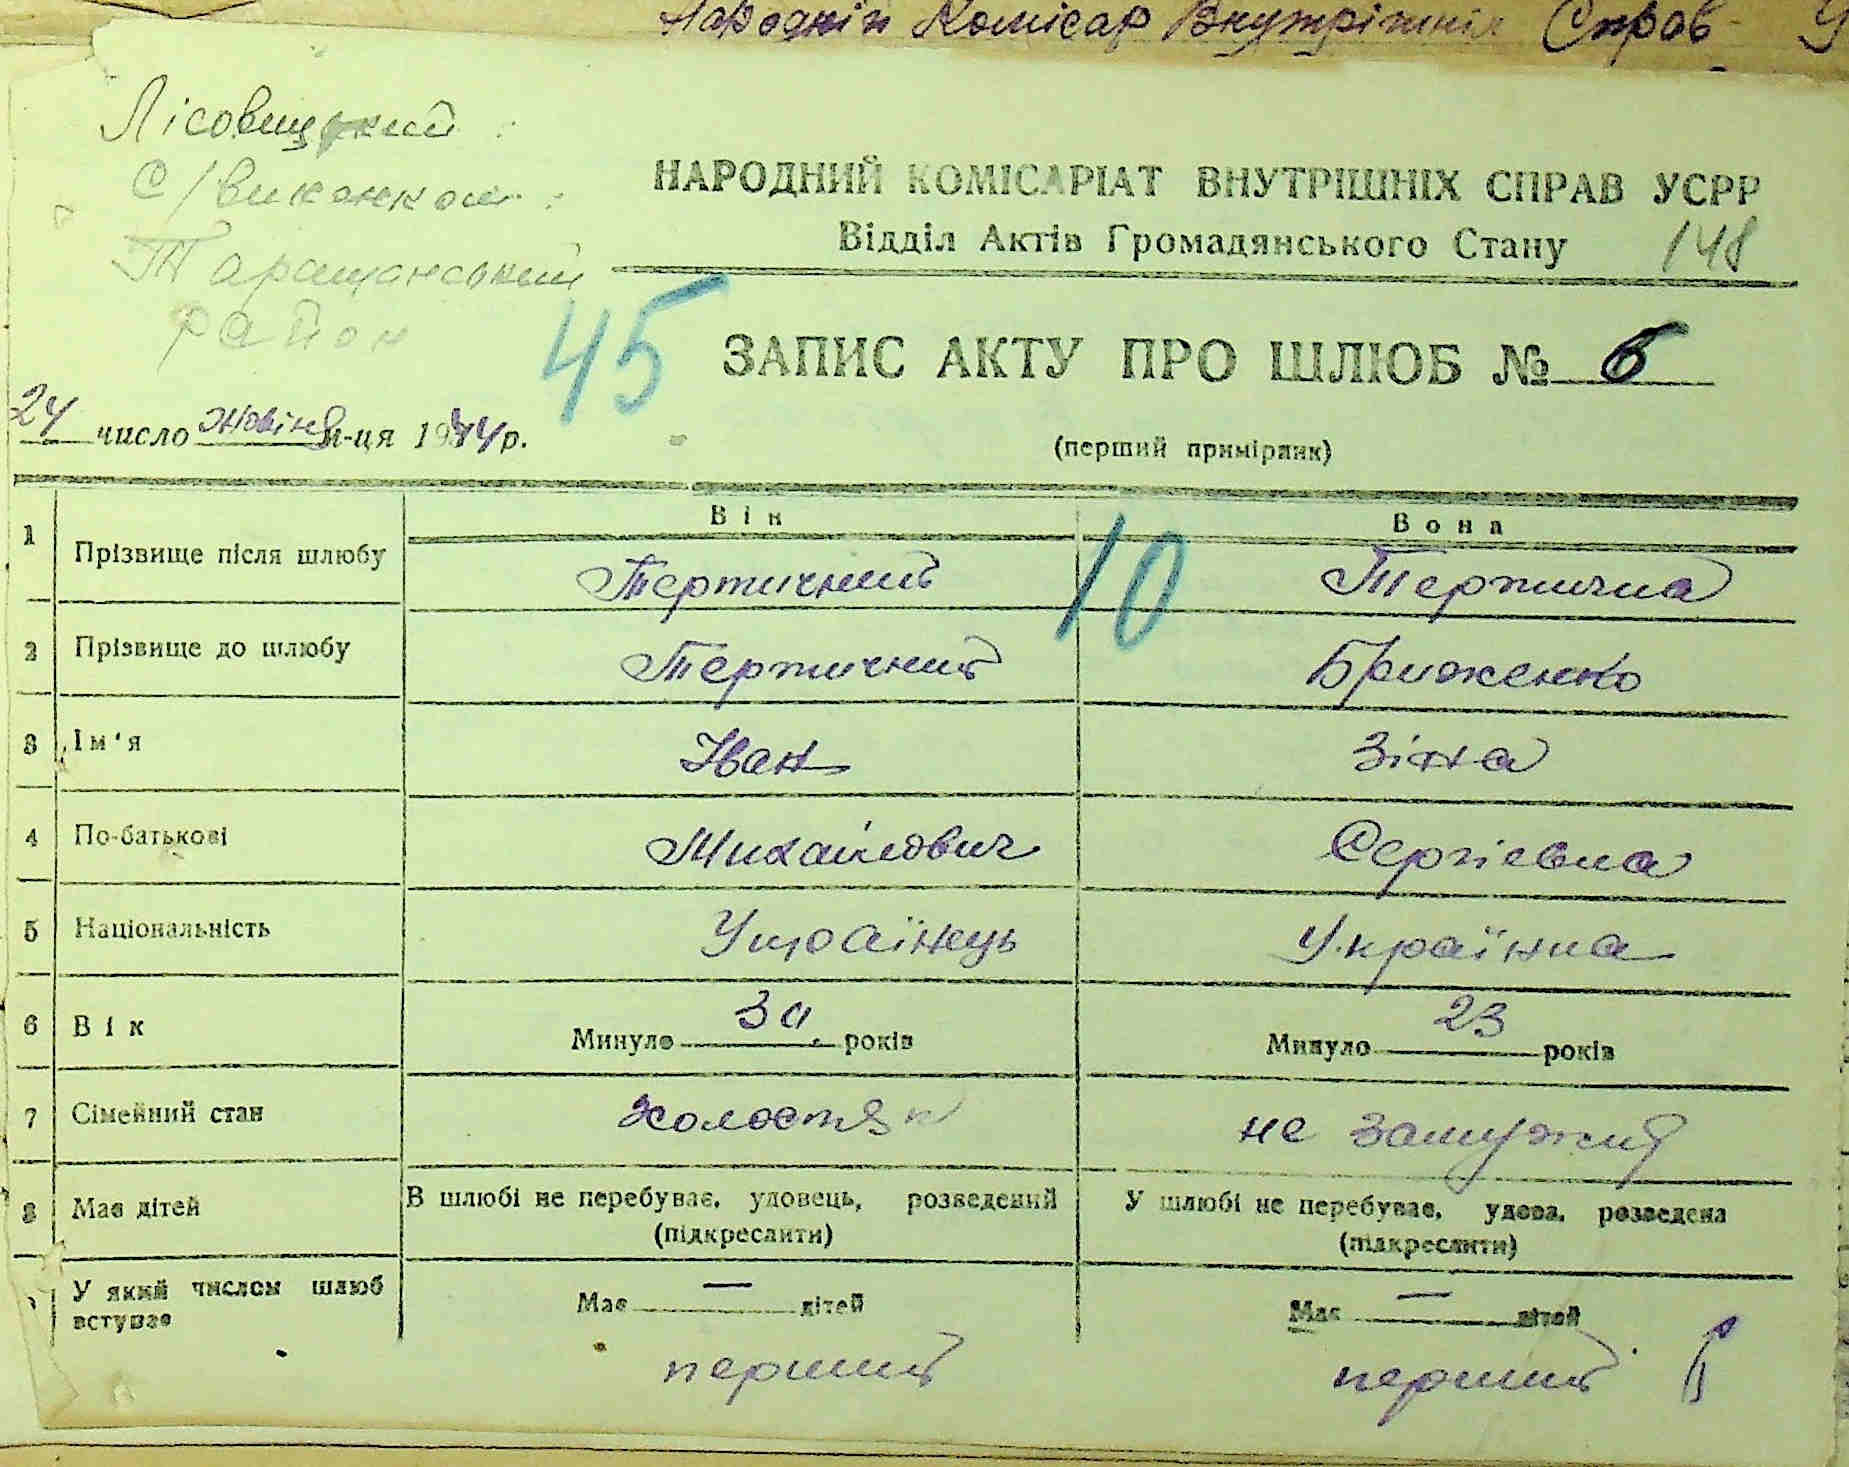 Народній Комісар Внутрішніх Справ У
Лісовицький
С/виконком
Таращанський
район
НАРОДНИЙ КОМІСАРІАТ ВНУТРІШНІХ СПРАВ УСРР
Відділ Актів Громадянського Стану 148
45
ЗАПИС АКТУ ПРО ШЛЮБ № 6
24 число Жовтня м-ця 1944р.
(перший примірник)
Він Вона
10
1 Прізвище після шлюбу Тертичний Тертична
2 Прізвище до шлюбу Тертичний Бриженко
3 Ім'я Іван Зіна
4 По-батькові Михайлович Сергіевна
5 Національність Українець Українка
6 Вік Минуло 30 років Минуло 23 років
7 Сімейний стан холостяк не замужня
8 Має дітей В шлюбі не перебуває, удовець, розведений У шлюбі не перебуває, удова, розведена
(підкреслити) (підкреслити)
У який числом шлюб вступає Має — дітей Має — дітей
перший перший